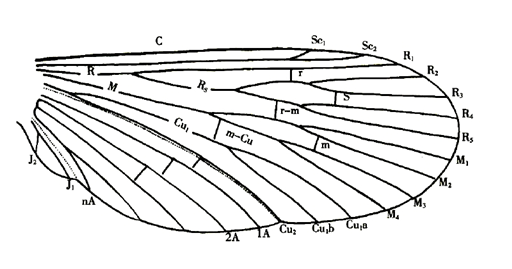 C
Sc₁
Sc₂
R₁
R
r
R₂
M
Rs
R₃
S
r-m
R₄
Cu₁
m-Cu
R₅
m
M₁
J₂
M₂
J₁
nA
M₃
M₄
2A
1A
Cu₂
Cu₁b
Cu₁a